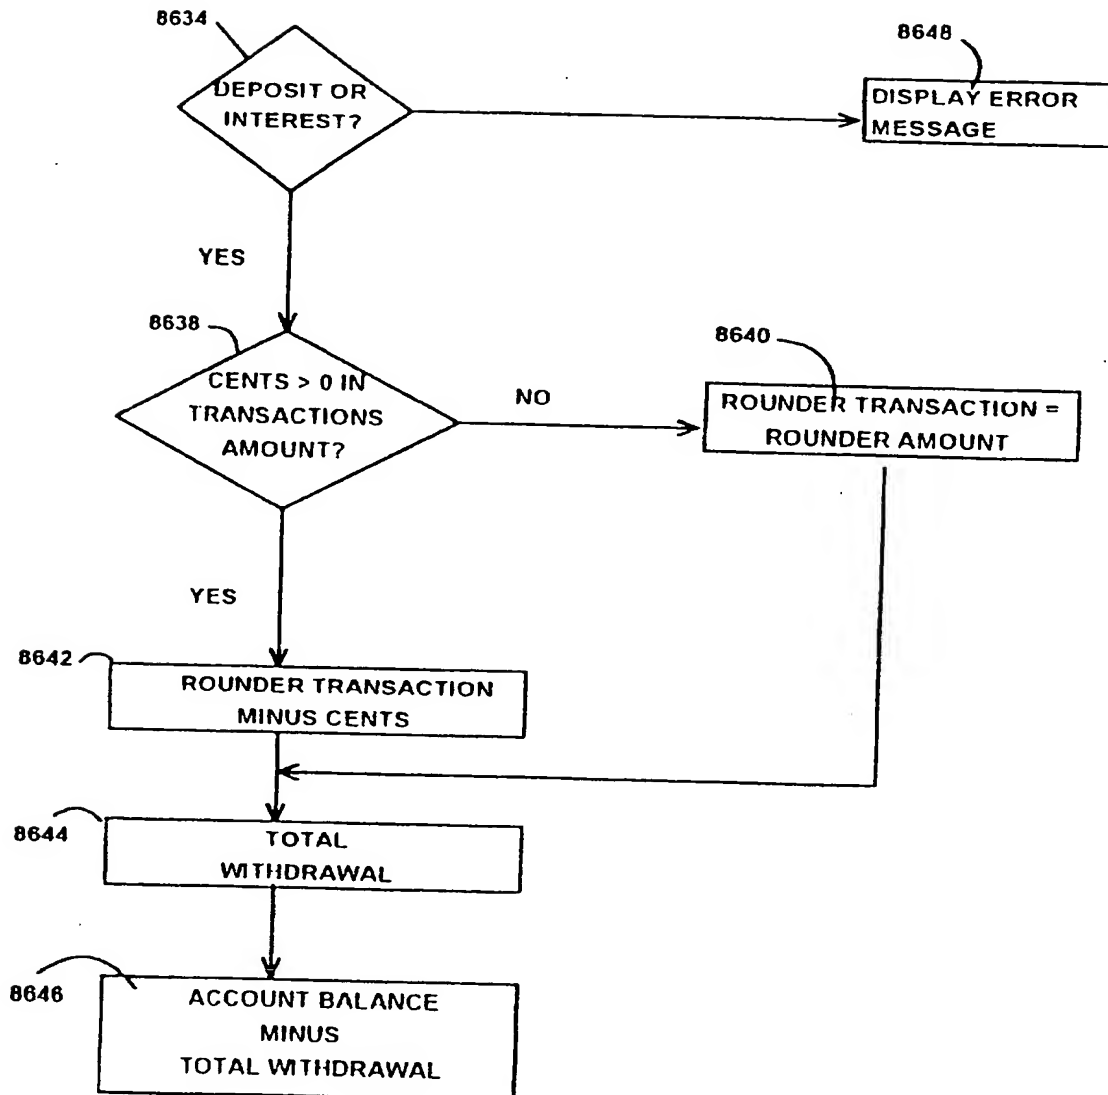 8634
DEPOSIT OR
INTEREST?
8648
DISPLAY ERROR
MESSAGE
YES
8638
CENTS > 0 IN
TRANSACTIONS
AMOUNT?
NO
8640
ROUNDER TRANSACTION =
ROUNDER AMOUNT
YES
8642
ROUNDER TRANSACTION
MINUS CENTS
8644
TOTAL
WITHDRAWAL
8646
ACCOUNT BALANCE
MINUS
TOTAL WITHDRAWAL